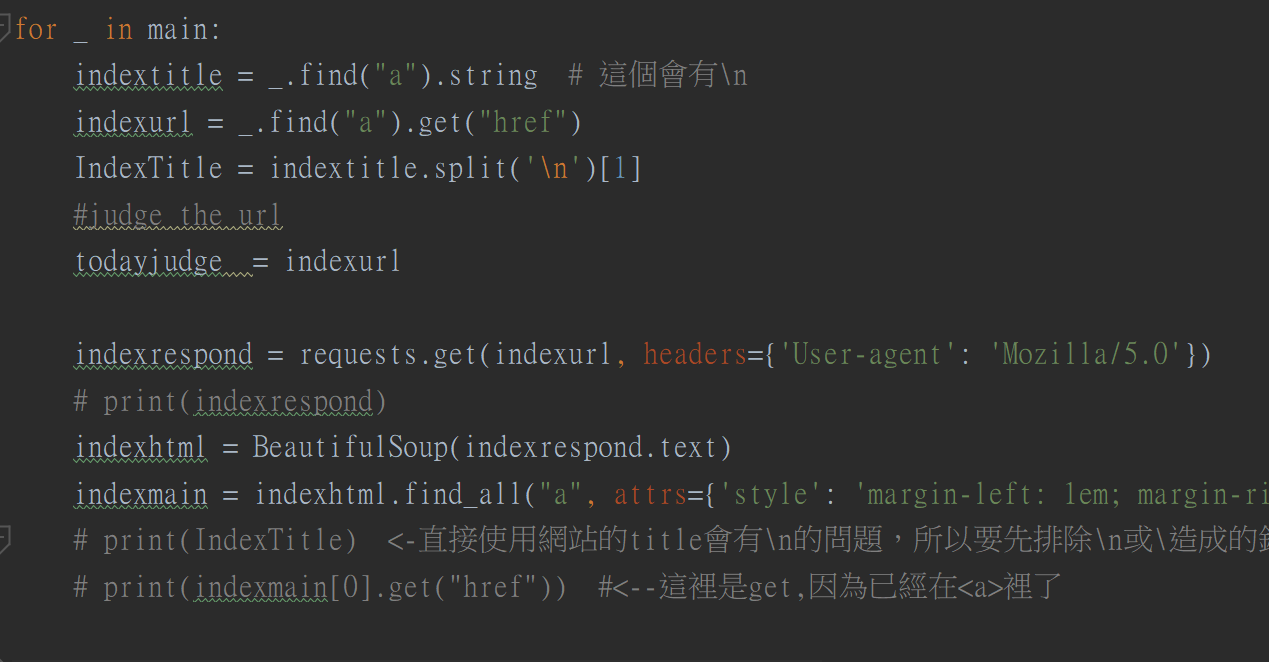 for _ in main:
indextitle = _.find("a").string # 這個會有\n
indexurl = _.find("a").get("href")
IndexTitle = indextitle.split('\n')[1]
#judge the url
todayjudge = indexurl
indexrespond = requests.get(indexurl, headers={'User-agent': 'Mozilla/5.0'})
# print(indexrespond)
indexhtml = BeautifulSoup(indexrespond.text)
indexmain = indexhtml.find_all("a", attrs={'style': 'margin-left: 1em; margin-ri
# print(IndexTitle) <-直接使用網站的title會有\n的問題，所以要先排除\n或\造成的
# print(indexmain[0].get("href")) #<--這裡是get,因為已經在<a>裡了